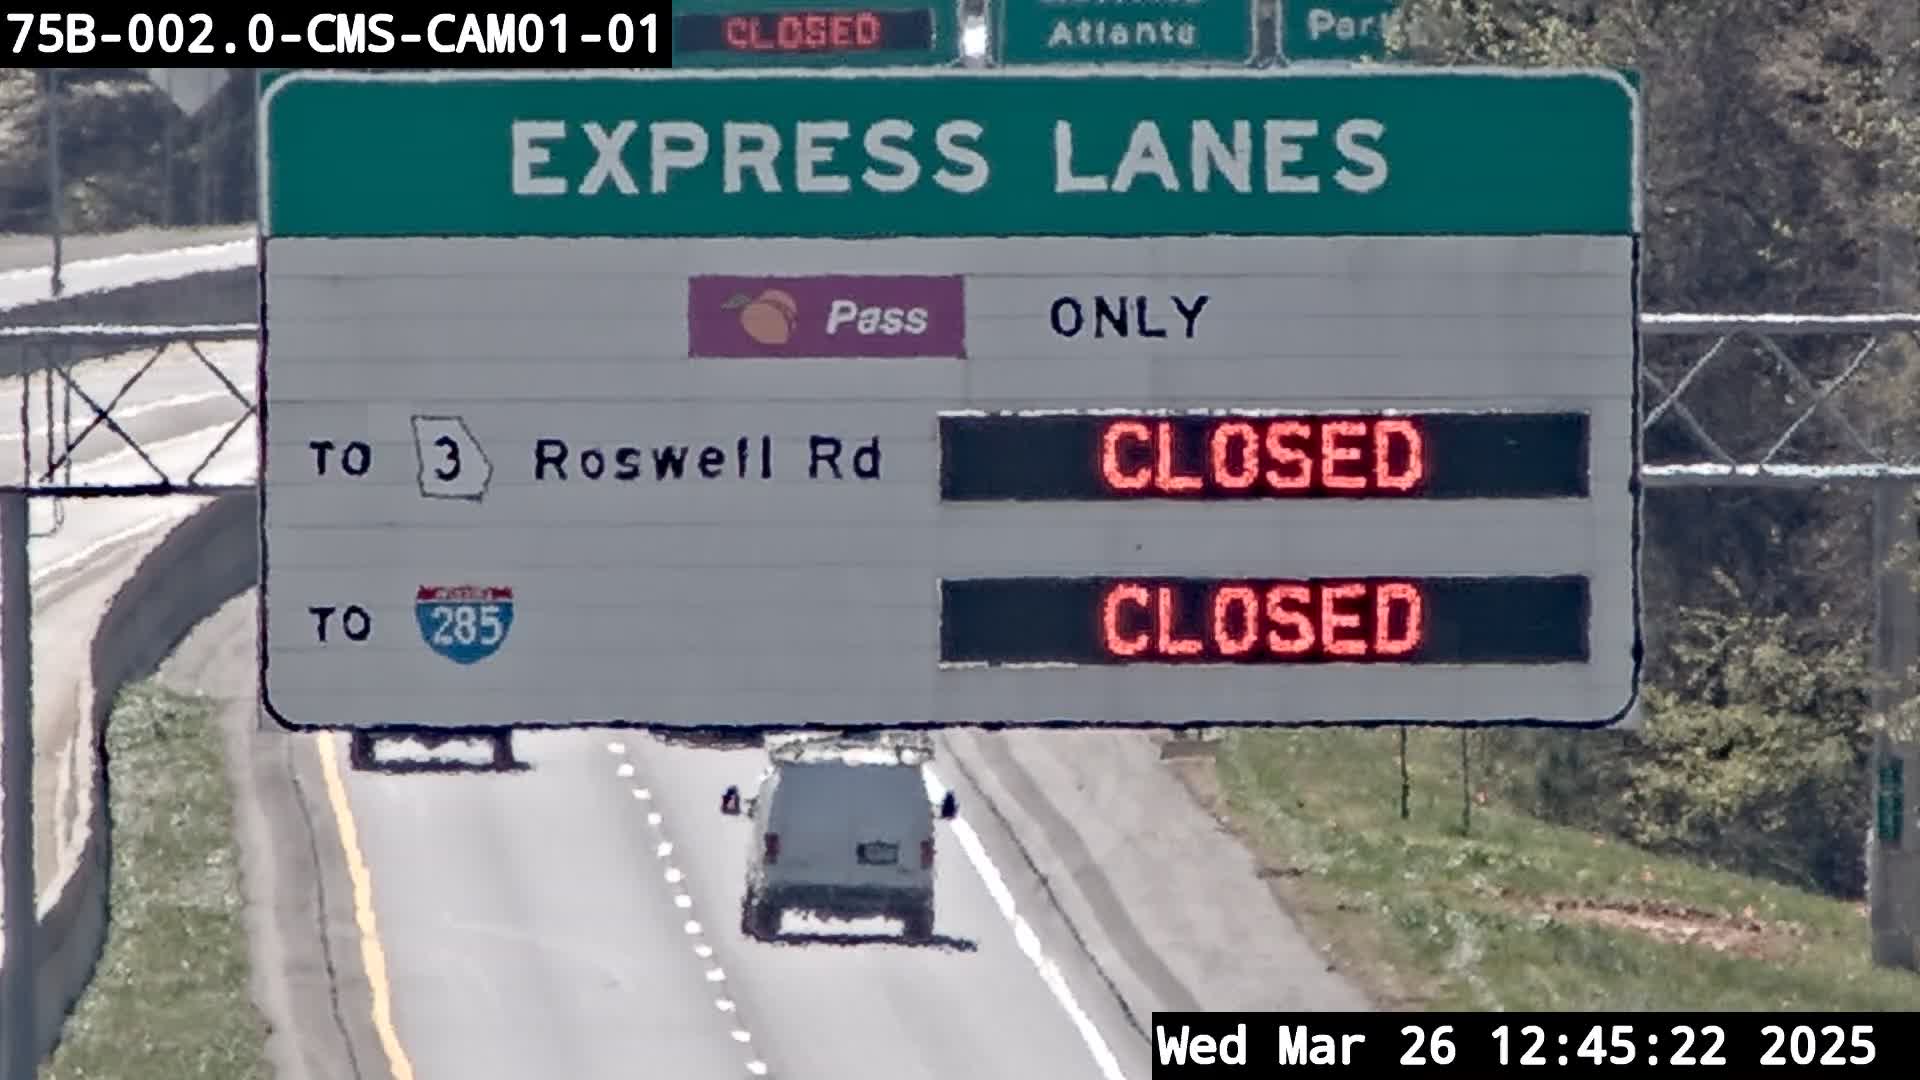 75B-002.0-CMS-CAM01-01
CLOSED
Atlanta
EXPRESS LANES
Pass ONLY
TO 3 Roswell Rd CLOSED
TO 285 CLOSED
Wed Mar 26 12:45:22 2025